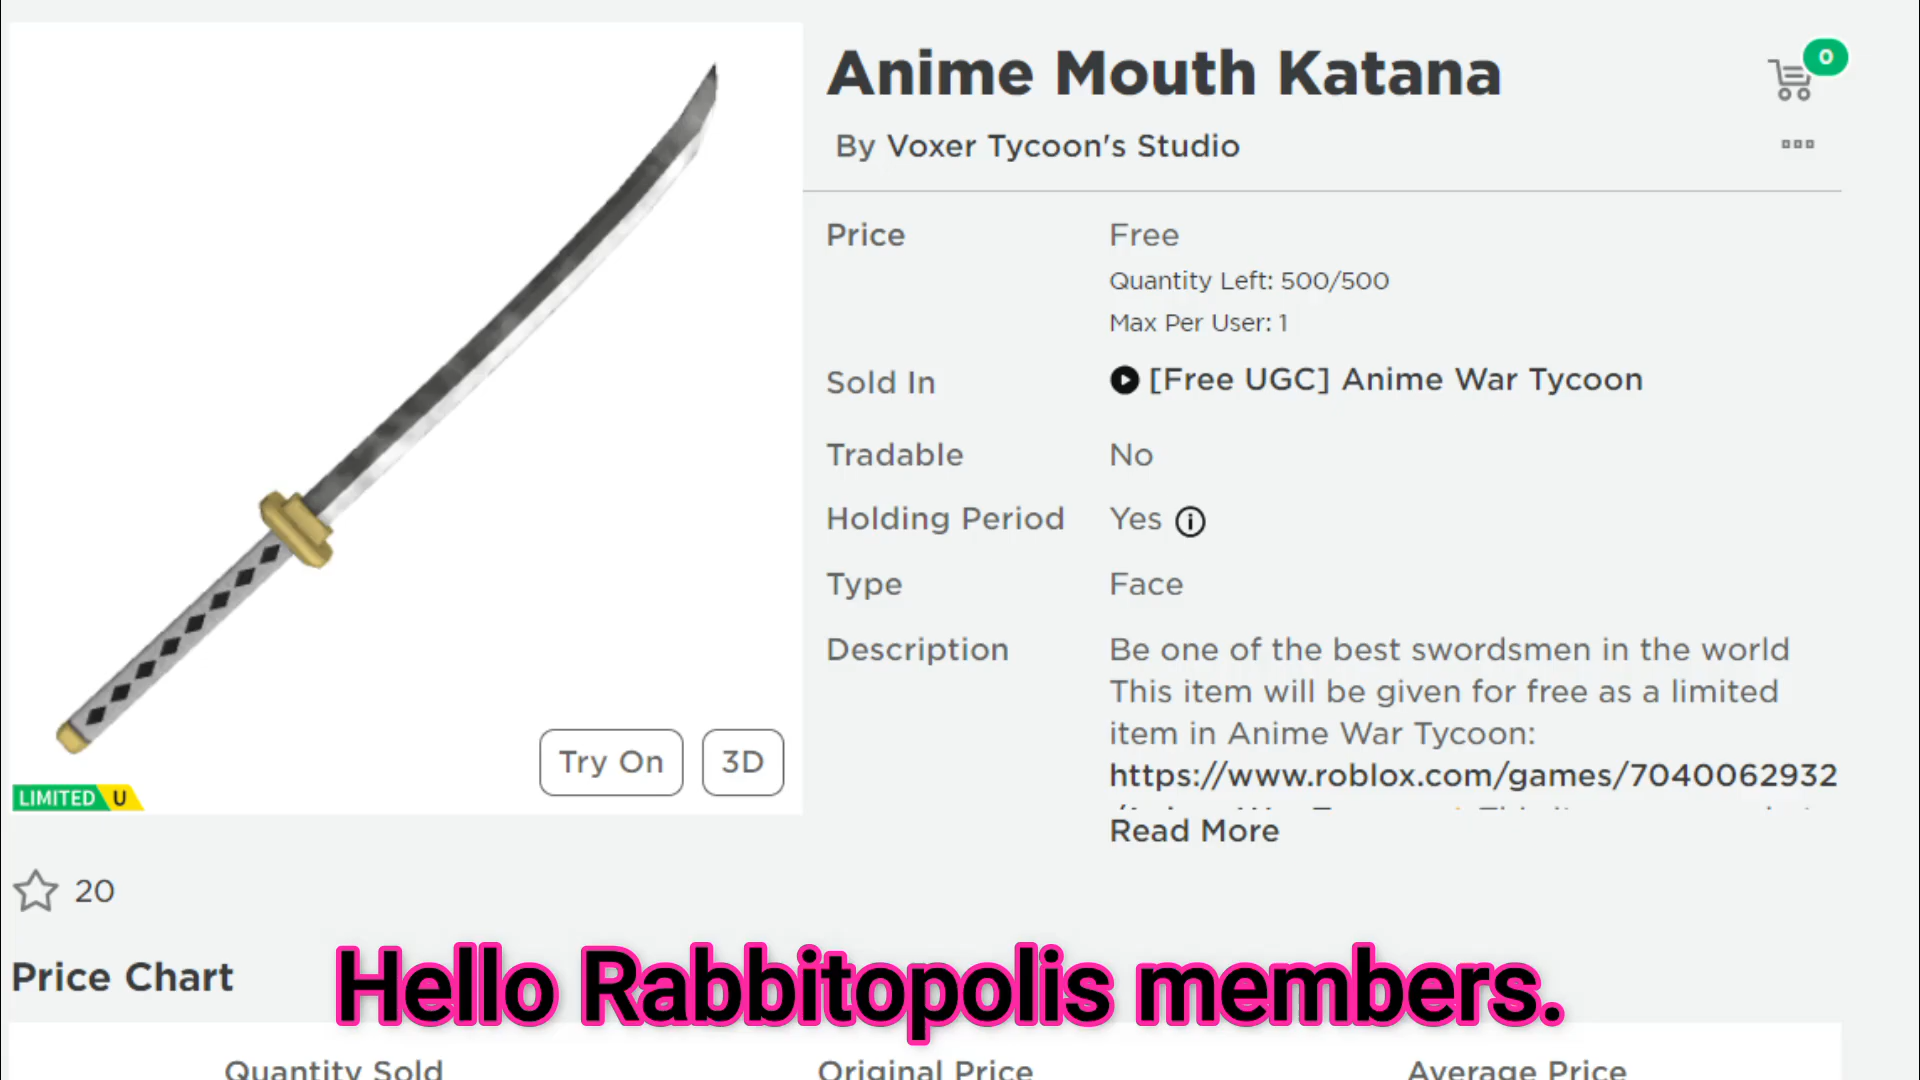 Anime Mouth Katana
0
By Voxer Tycoon's Studio
Price
Free
Quantity Left: 500/500
Max Per User: 1
Sold In
[Free UGC] Anime War Tycoon
Tradable
No
Holding Period
Yes
Type
Face
Description
Be one of the best swordsmen in the world
This item will be given for free as a limited
item in Anime War Tycoon:
https://www.roblox.com/games/7040062932
Read More
Try On
3D
LIMITED U
20
Price Chart
Hello Rabbitopolis members.
Quantity Sold
Original Price
Average Price